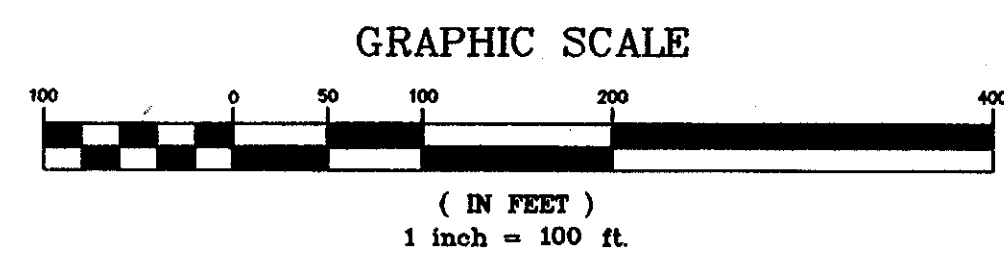 GRAPHIC SCALE
100 0 50 100 200 400
( IN FEET )
1 inch = 100 ft.